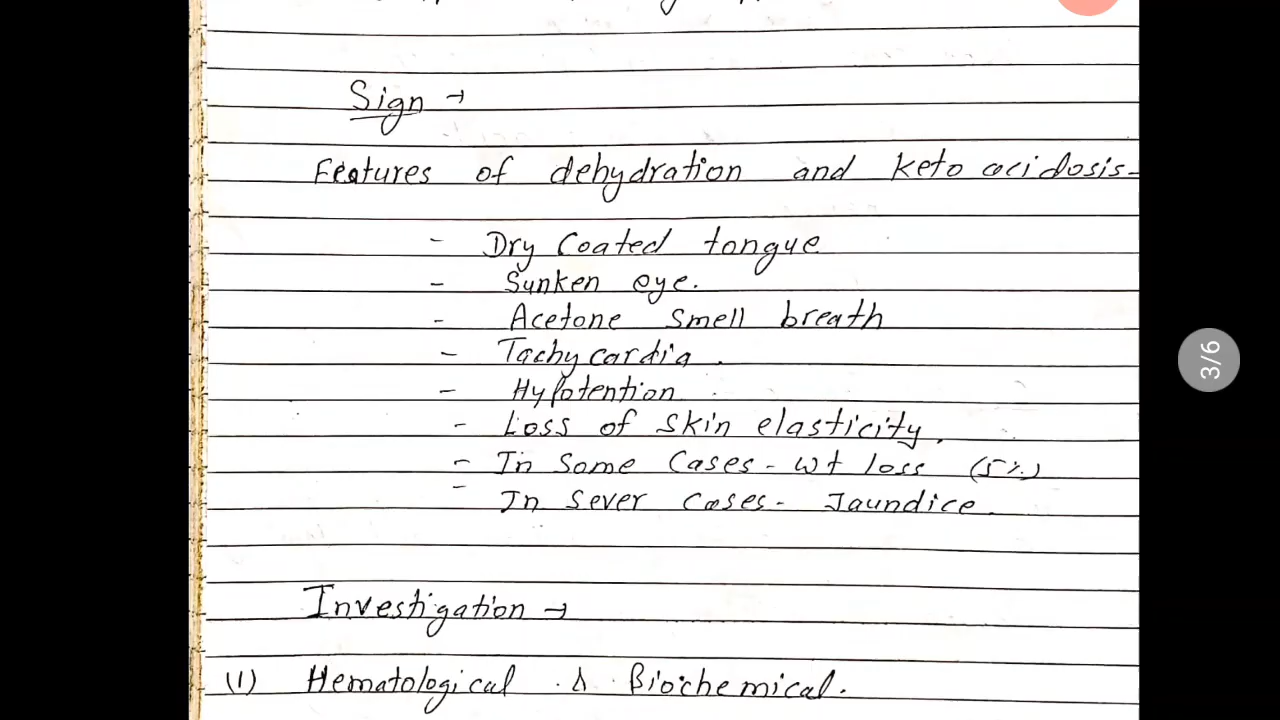 Sign →
Features of dehydration and keto acidosis-
- Dry Coated tongue
- Sunken eye.
- Acetone smell breath
- Tachycardia.
- Hypotention
- Loss of skin elasticity.
- In some cases - wt loss (5%)
- In sever cases - Jaundice.
Investigation →
(1) Hematological & Biochemical.
3/6